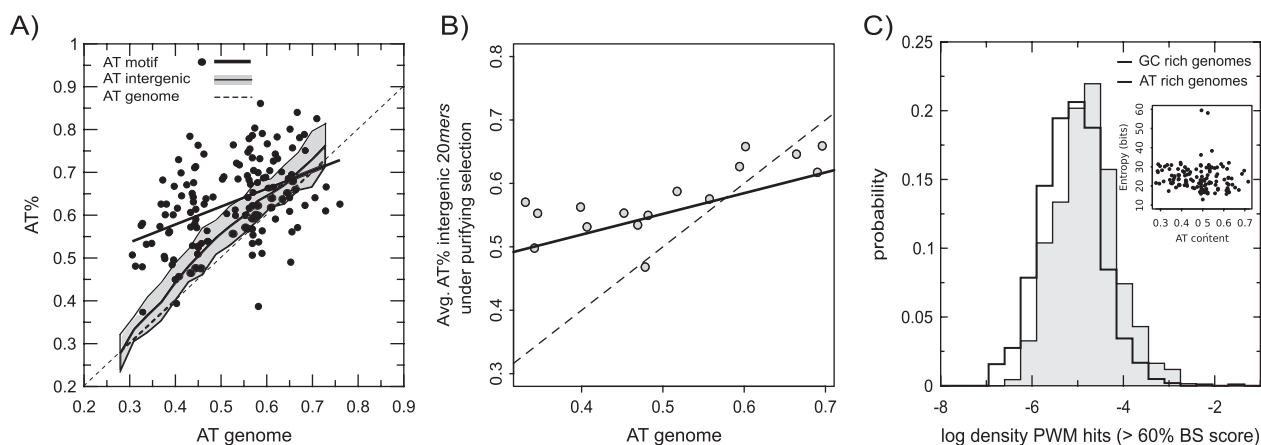 A)
AT motif
AT intergenic
AT genome
AT%
1
0.9
0.8
0.7
0.6
0.5
0.4
0.3
0.2
0.2 0.3 0.4 0.5 0.6 0.7 0.8 0.9
AT genome
B)
Avg. AT% intergenic 20mers
under purifying selection
0.8
0.6
0.5
0.4
0.3
0.4 0.5 0.6 0.7
AT genome
C)
GC rich genomes
AT rich genomes
probability
0.25
0.2
0.15
0.1
0.05
0
-8 -6 -4 -2
log density PWM hits (> 60% BS score)
Entropy (bits)
60
50
40
30
20
10
0.3 0.4 0.5 0.6 0.7
AT content